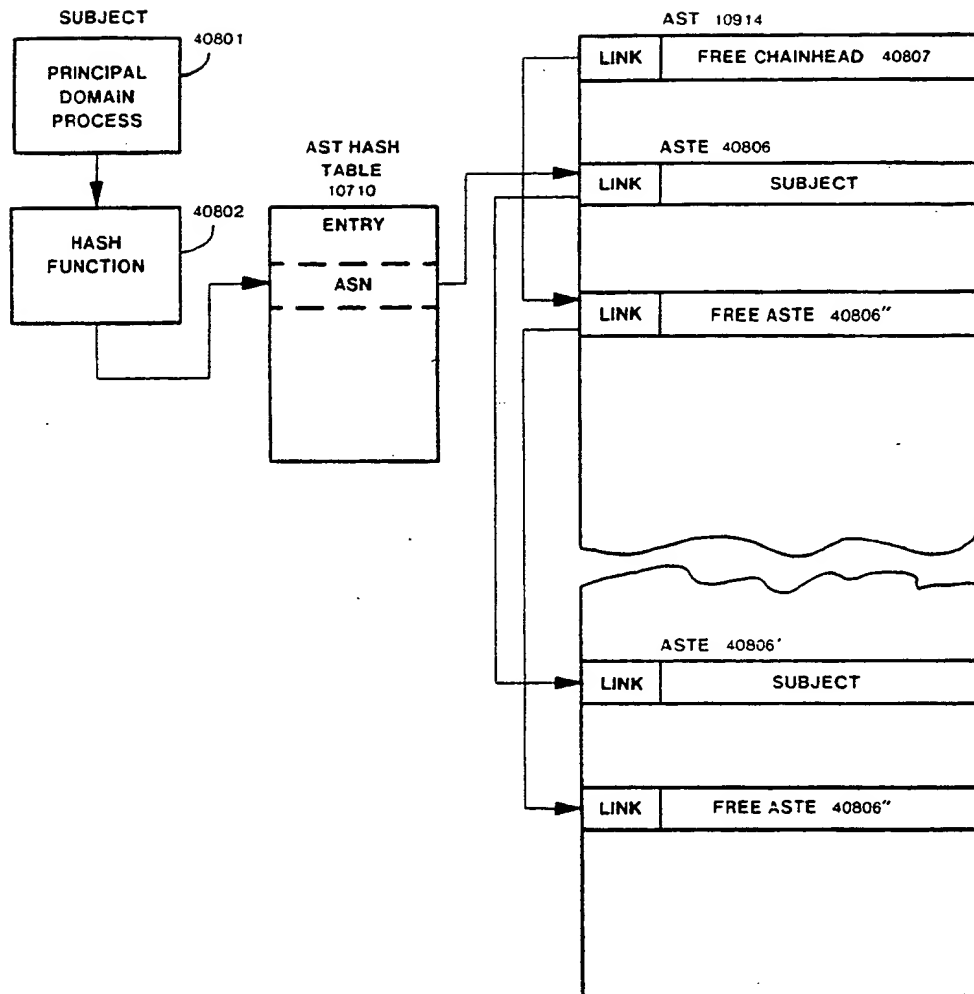 SUBJECT
40801
PRINCIPAL
DOMAIN
PROCESS
40802
HASH
FUNCTION
AST HASH
TABLE
10710
ENTRY
ASN
AST 10914
LINK FREE CHAINHEAD 40807
ASTE 40806
LINK SUBJECT
LINK FREE ASTE 40806″
ASTE 40806′
LINK SUBJECT
LINK FREE ASTE 40806″